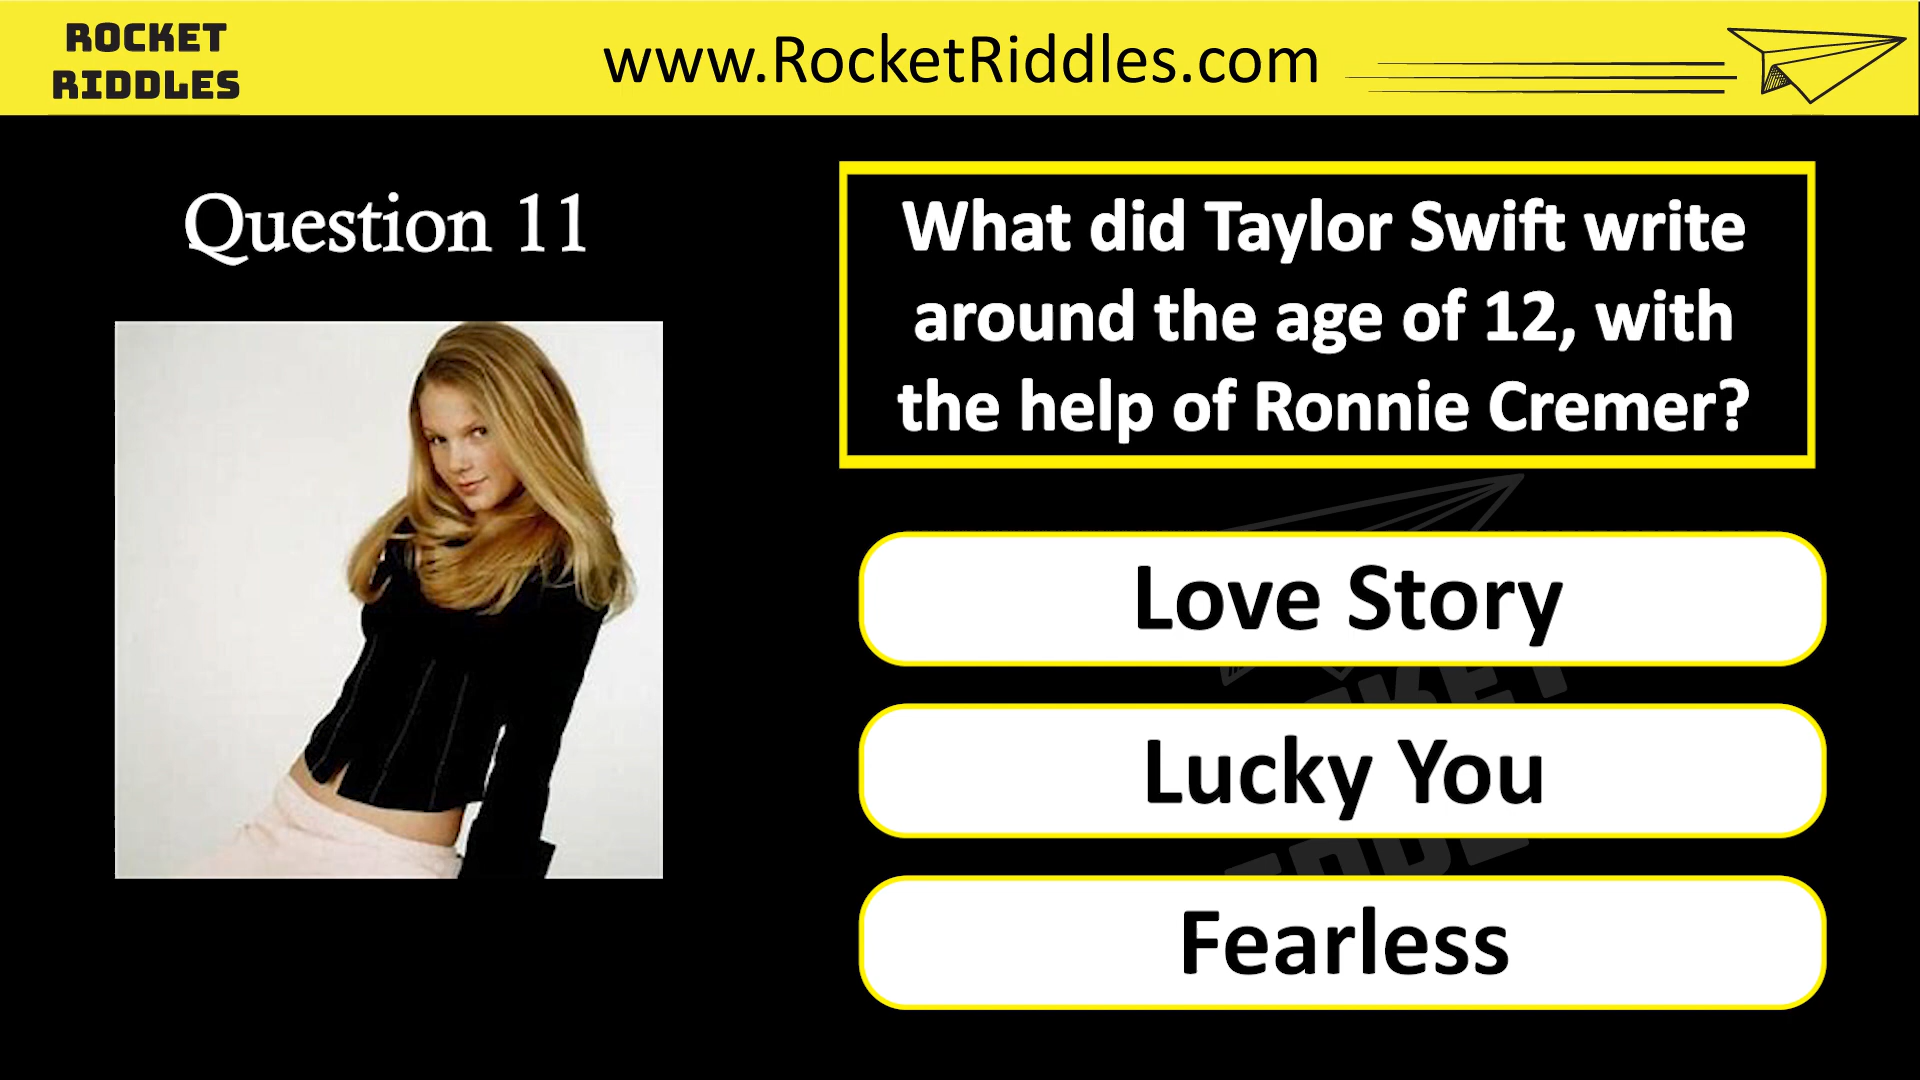 ROCKET
RIDDLES
www.RocketRiddles.com
Question 11
What did Taylor Swift write
around the age of 12, with
the help of Ronnie Cremer?
Love Story
Lucky You
Fearless